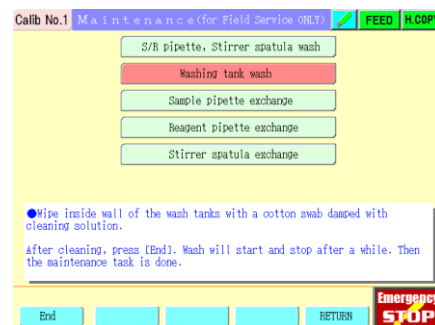 Calib No.1 Maintenance(for Field Service ONLY) FEED H.COPY
S/R pipette, Stirrer spatula wash
Washing tank wash
Sample pipette exchange
Reagent pipette exchange
Stirrer spatula exchange
●Wipe inside wall of the wash tanks with a cotton swab damped with
cleaning solution.
After cleaning, press [End]. Wash will start and stop after a while. Then
the maintenance task is done.
End RETURN
Emergency
STOP